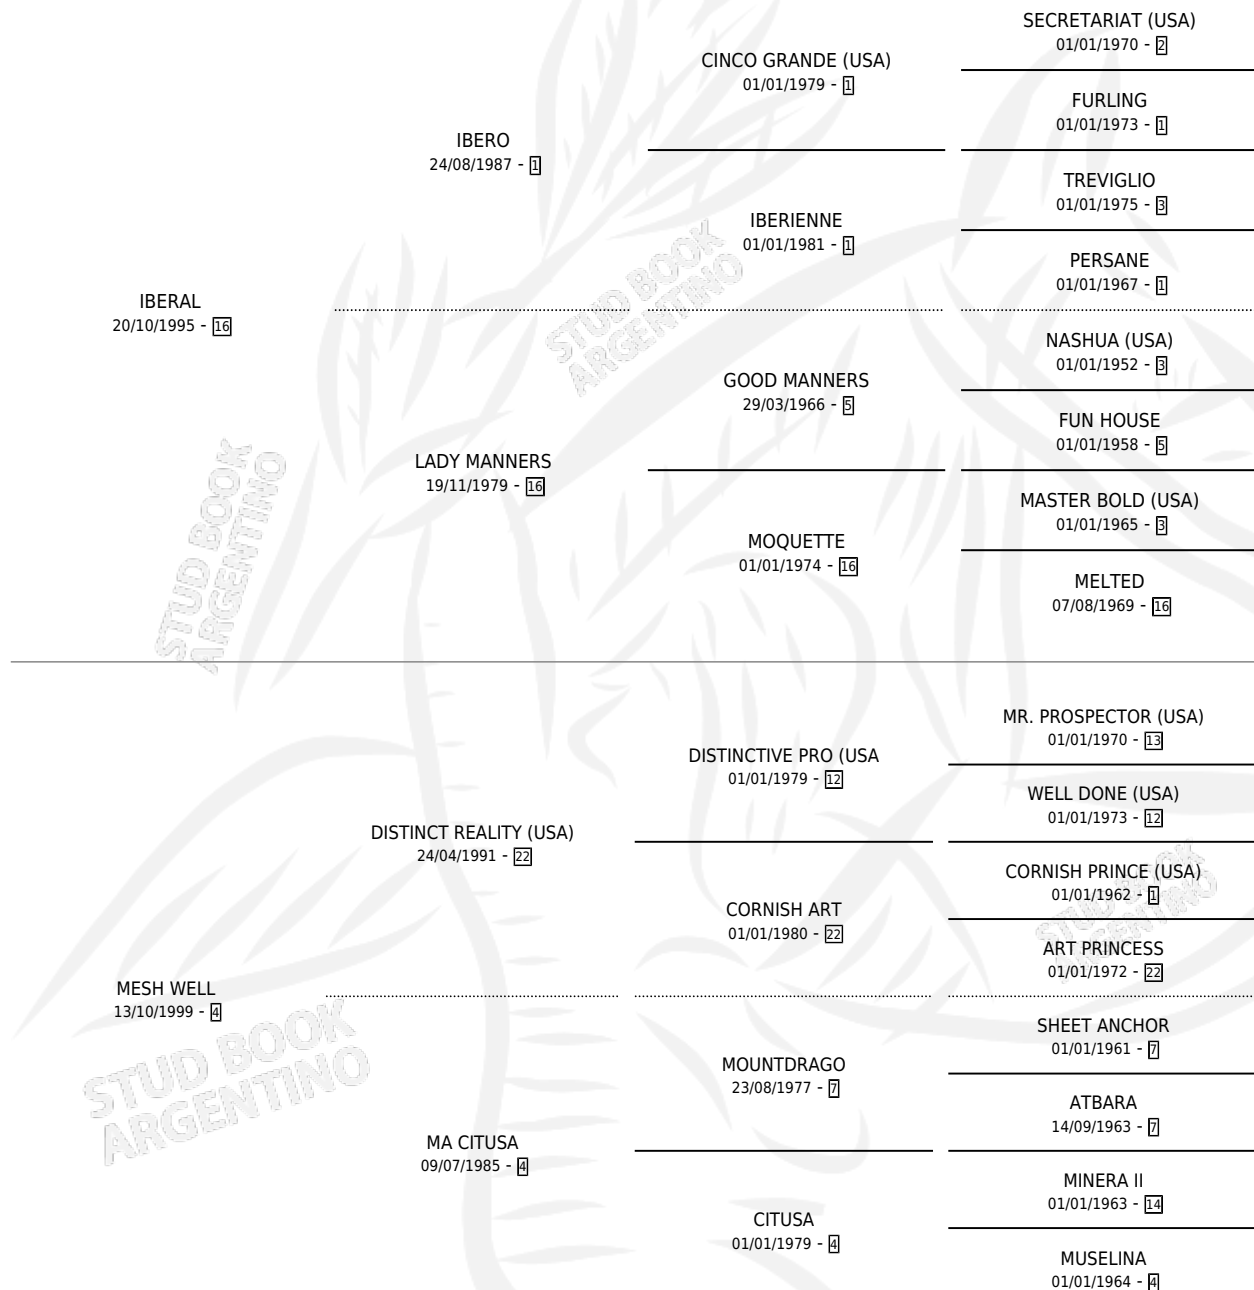 SECRETARIAT (USA)
01/01/1970 - 2
CINCO GRANDE (USA)
01/01/1979 - 1
FURLING
01/01/1973 - 1
IBERO
24/08/1987 - 1
TREVIGLIO
01/01/1975 - 3
IBERIENNE
01/01/1981 - 1
PERSANE
01/01/1967 - 1
IBERAL
20/10/1995 - 16
STUD BOOK
ARGENTINO
NASHUA (USA)
01/01/1952 - 3
GOOD MANNERS
29/03/1966 - 5
FUN HOUSE
01/01/1958 - 5
LADY MANNERS
19/11/1979 - 16
MASTER BOLD (USA)
01/01/1965 - 3
MOQUETTE
01/01/1974 - 16
MELTED
07/08/1969 - 16
STUD BOOK
ARGENTINO
MR. PROSPECTOR (USA)
01/01/1970 - 13
DISTINCTIVE PRO (USA
01/01/1979 - 12
WELL DONE (USA)
01/01/1973 - 12
DISTINCT REALITY (USA)
24/04/1991 - 22
CORNISH PRINCE (USA)
01/01/1962 - 1
CORNISH ART
01/01/1980 - 22
STUD BOOK
ARGENTINO
ART PRINCESS
01/01/1972 - 22
MESH WELL
13/10/1999 - 4
STUD BOOK
ARGENTINO
SHEET ANCHOR
01/01/1961 - 7
MOUNTDRAGO
23/08/1977 - 7
ATBARA
14/09/1963 - 7
MA CITUSA
09/07/1985 - 4
MINERA II
01/01/1963 - 14
CITUSA
01/01/1979 - 4
MUSELINA
01/01/1964 - 4